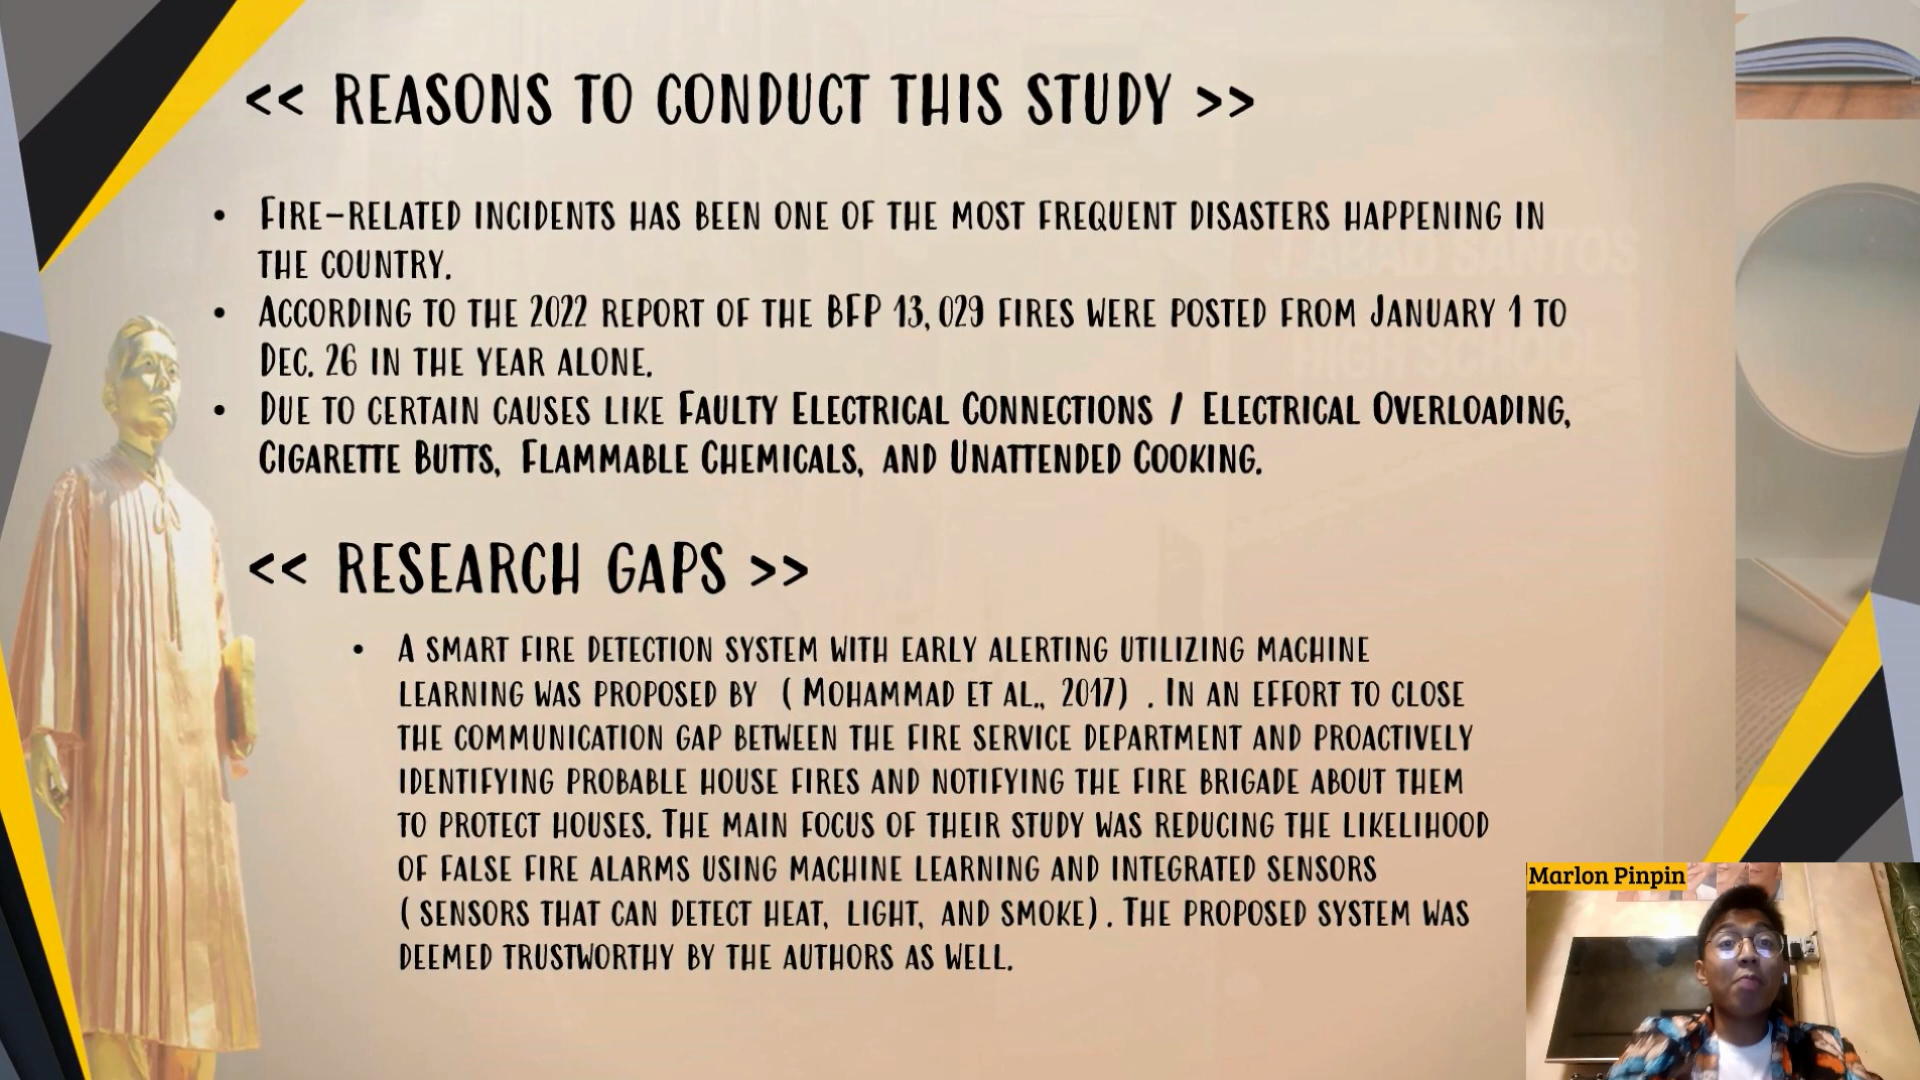 << REASONS TO CONDUCT THIS STUDY >>
• FIRE-RELATED INCIDENTS HAS BEEN ONE OF THE MOST FREQUENT DISASTERS HAPPENING IN
THE COUNTRY.
• ACCORDING TO THE 2022 REPORT OF THE BFP 13,029 FIRES WERE POSTED FROM JANUARY 1 TO
DEC. 26 IN THE YEAR ALONE.
• DUE TO CERTAIN CAUSES LIKE FAULTY ELECTRICAL CONNECTIONS / ELECTRICAL OVERLOADING,
CIGARETTE BUTTS, FLAMMABLE CHEMICALS, AND UNATTENDED COOKING.
J ABAD SANTOS
HIGH SCHOOL
<< RESEARCH GAPS >>
• A SMART FIRE DETECTION SYSTEM WITH EARLY ALERTING UTILIZING MACHINE
LEARNING WAS PROPOSED BY (MOHAMMAD ET AL., 2017) . IN AN EFFORT TO CLOSE
THE COMMUNICATION GAP BETWEEN THE FIRE SERVICE DEPARTMENT AND PROACTIVELY
IDENTIFYING PROBABLE HOUSE FIRES AND NOTIFYING THE FIRE BRIGADE ABOUT THEM
TO PROTECT HOUSES. THE MAIN FOCUS OF THEIR STUDY WAS REDUCING THE LIKELIHOOD
OF FALSE FIRE ALARMS USING MACHINE LEARNING AND INTEGRATED SENSORS
(SENSORS THAT CAN DETECT HEAT, LIGHT, AND SMOKE). THE PROPOSED SYSTEM WAS
DEEMED TRUSTWORTHY BY THE AUTHORS AS WELL.
Marlon Pinpin